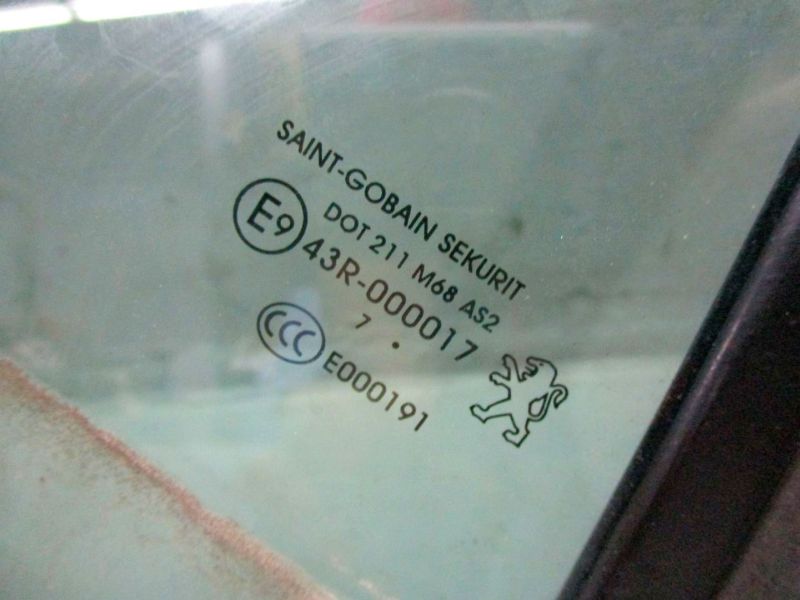 SAINT-GOBAIN SEKURIT
DOT 211 M68 AS2
E9 43R-000017
7 .
CCC E000191